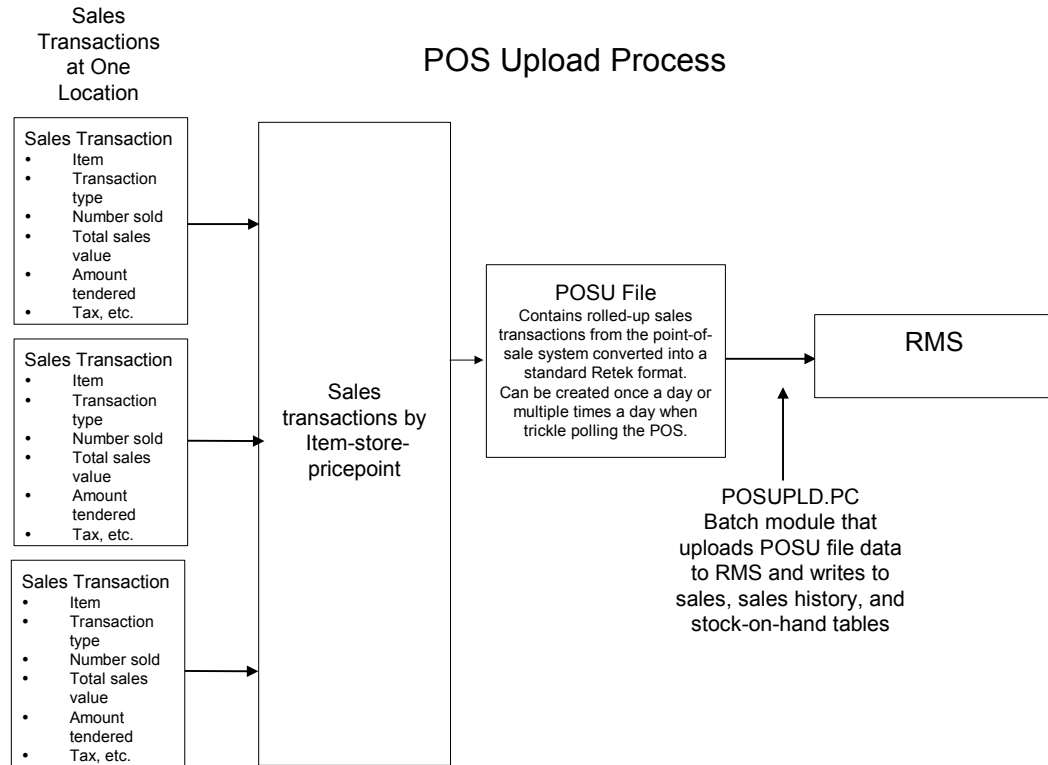 Sales
Transactions
at One
Location
POS Upload Process
Sales Transaction
• Item
• Transaction
type
• Number sold
• Total sales
value
• Amount
tendered
• Tax, etc.
Sales Transaction
• Item
• Transaction
type
• Number sold
• Total sales
value
• Amount
tendered
• Tax, etc.
Sales Transaction
• Item
• Transaction
type
• Number sold
• Total sales
value
• Amount
tendered
• Tax, etc.
Sales
transactions by
Item-store-
pricepoint
POSU File
Contains rolled-up sales
transactions from the point-of-
sale system converted into a
standard Retek format.
Can be created once a day or
multiple times a day when
trickle polling the POS.
RMS
POSUPLD.PC
Batch module that
uploads POSU file data
to RMS and writes to
sales, sales history, and
stock-on-hand tables